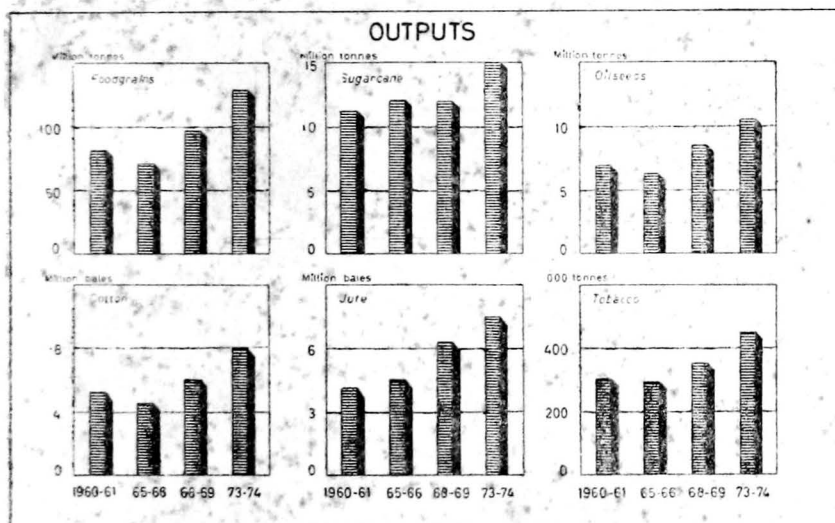 OUTPUTS
Million tonnes
Foodgrains
100
50
0
Million tonnes
Sugarcane
15
10
5
0
Million tonnes
Oilseeds
10
5
0
Million bales
Cotton
8
4
0
1960-61 65-66 68-69 73-74
Million bales
Jute
6
3
0
1960-61 65-66 68-69 73-74
000 tonnes
Tobacco
400
200
0
1960-61 65-66 68-69 73-74